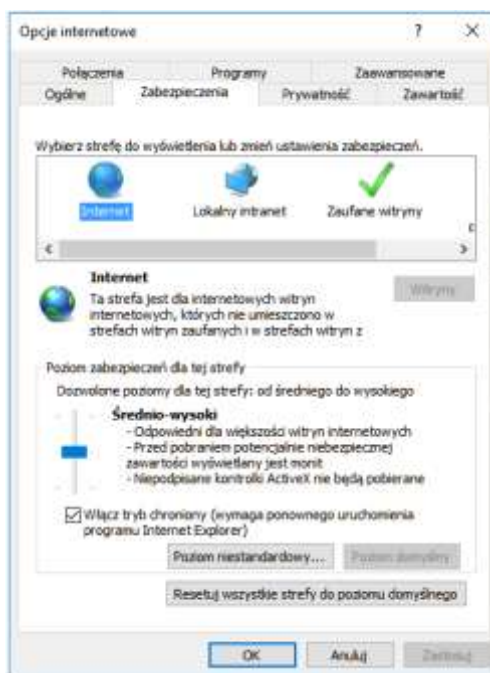 Opcje internetowe
?
Połączenia Programy Zaawansowane
Ogólne Zabezpieczenia Prywatność Zawartość
Wybierz strefę do wyświetlenia lub zmień ustawienia zabezpieczeń.
Internet Lokalny intranet Zaufane witryny
Internet
Witryny
Ta strefa jest dla internetowych witryn
internetowych, których nie umieszczono w
strefach witryn zaufanych i w strefach witryn z
Poziom zabezpieczeń dla tej strefy
Dozwolone poziomy dla tej strefy: od średniego do wysokiego
Średnio-wysoki
- Odpowiedni dla większości witryn internetowych
- Przed pobraniem potencjalnie niebezpiecznej
zawartości wyświetlany jest monit
- Niepodpisane kontrolki ActiveX nie będą pobierane
Włącz tryb chroniony (wymaga ponownego uruchomienia
programu Internet Explorer)
Poziom niestandardowy... Poziom domyślny
Resetuj wszystkie strefy do poziomu domyślnego
OK Anuluj Zastosuj